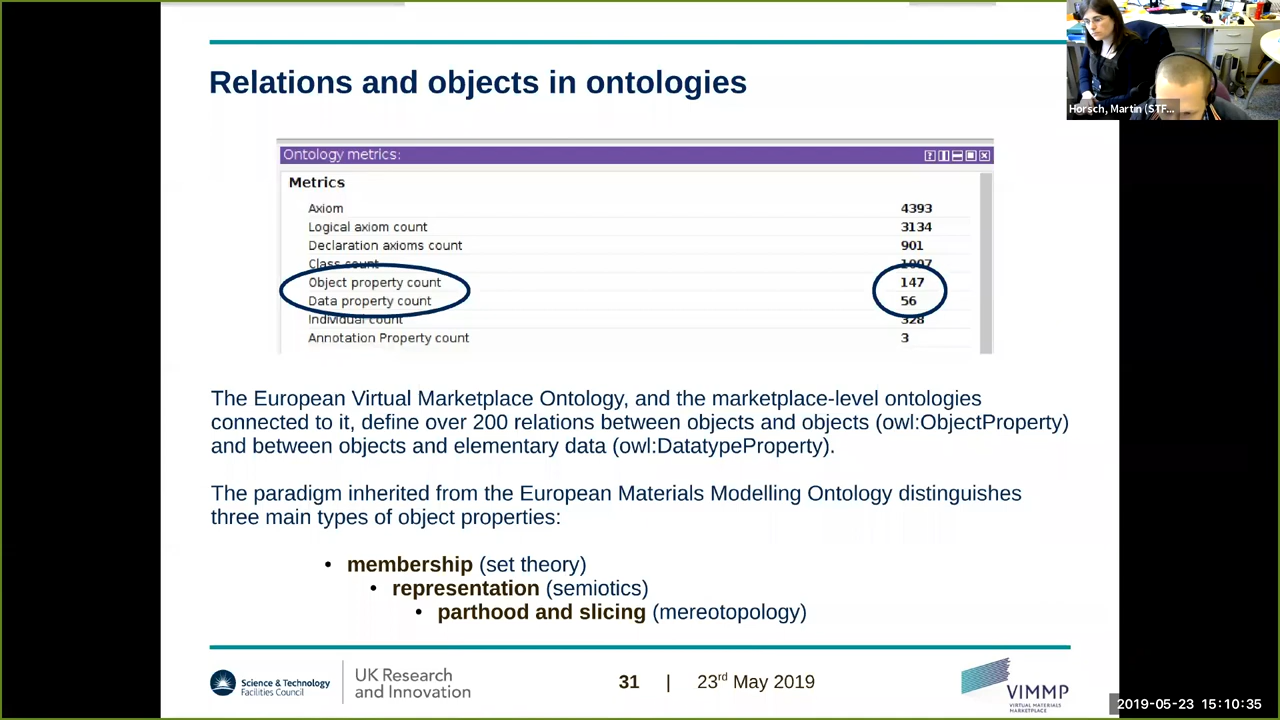 Relations and objects in ontologies
Horsch, Martin (STF...
Ontology metrics:
Metrics
Axiom 4393
Logical axiom count 3134
Declaration axioms count 901
Class count 1007
Object property count 147
Data property count 56
Individual count 328
Annotation Property count 3
The European Virtual Marketplace Ontology, and the marketplace-level ontologies
connected to it, define over 200 relations between objects and objects (owl:ObjectProperty)
and between objects and elementary data (owl:DatatypeProperty).
The paradigm inherited from the European Materials Modelling Ontology distinguishes
three main types of object properties:
• membership (set theory)
• representation (semiotics)
• parthood and slicing (mereotopology)
Science & Technology
Facilities Council
UK Research
and Innovation
31 | 23rd May 2019
VIMMP
VIRTUAL MATERIALS
MARKETPLACE
2019-05-23 15:10:35